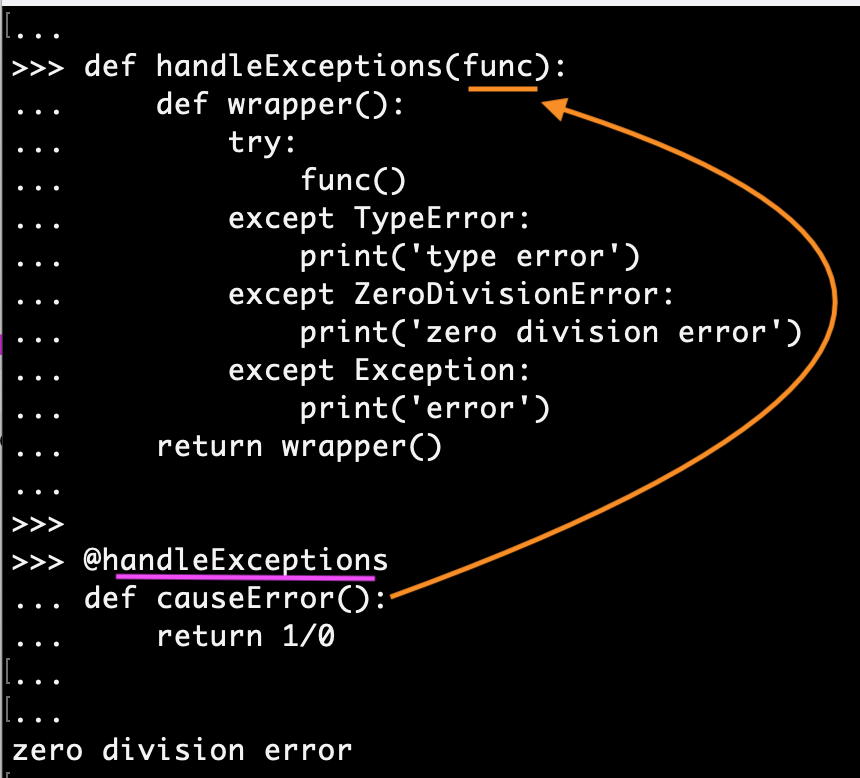 ...
>>> def handleExceptions(func):
...     def wrapper():
...         try:
...             func()
...         except TypeError:
...             print('type error')
...         except ZeroDivisionError:
...             print('zero division error')
...         except Exception:
...             print('error')
...     return wrapper()
...
>>>
>>> @handleExceptions
... def causeError():
...     return 1/0
...
...
zero division error